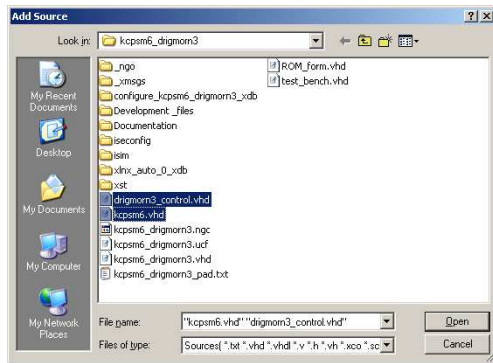 Add Source
Look in:
kcpsm6_drigmorn3
My Recent
Documents
Desktop
My Documents
My Computer
My Network
Places
_ngo
_xmsgs
configure_kcpsm6_drigmorn3_xdb
Development _files
Documentation
iseconfig
isim
xlnx_auto_0_xdb
xst
drigmorn3_control.vhd
kcpsm6.vhd
kcpsm6_drigmorn3.ngc
kcpsm6_drigmorn3.ucf
kcpsm6_drigmorn3.vhd
kcpsm6_drigmorn3_pad.txt
ROM_form.vhd
test_bench.vhd
File name:
"kcpsm6.vhd" "drigmorn3_control.vhd"
Open
Files of type:
Sources( *.txt *.vhd *.vhdl *.v *.h *.vh *.xco *.sc
Cancel